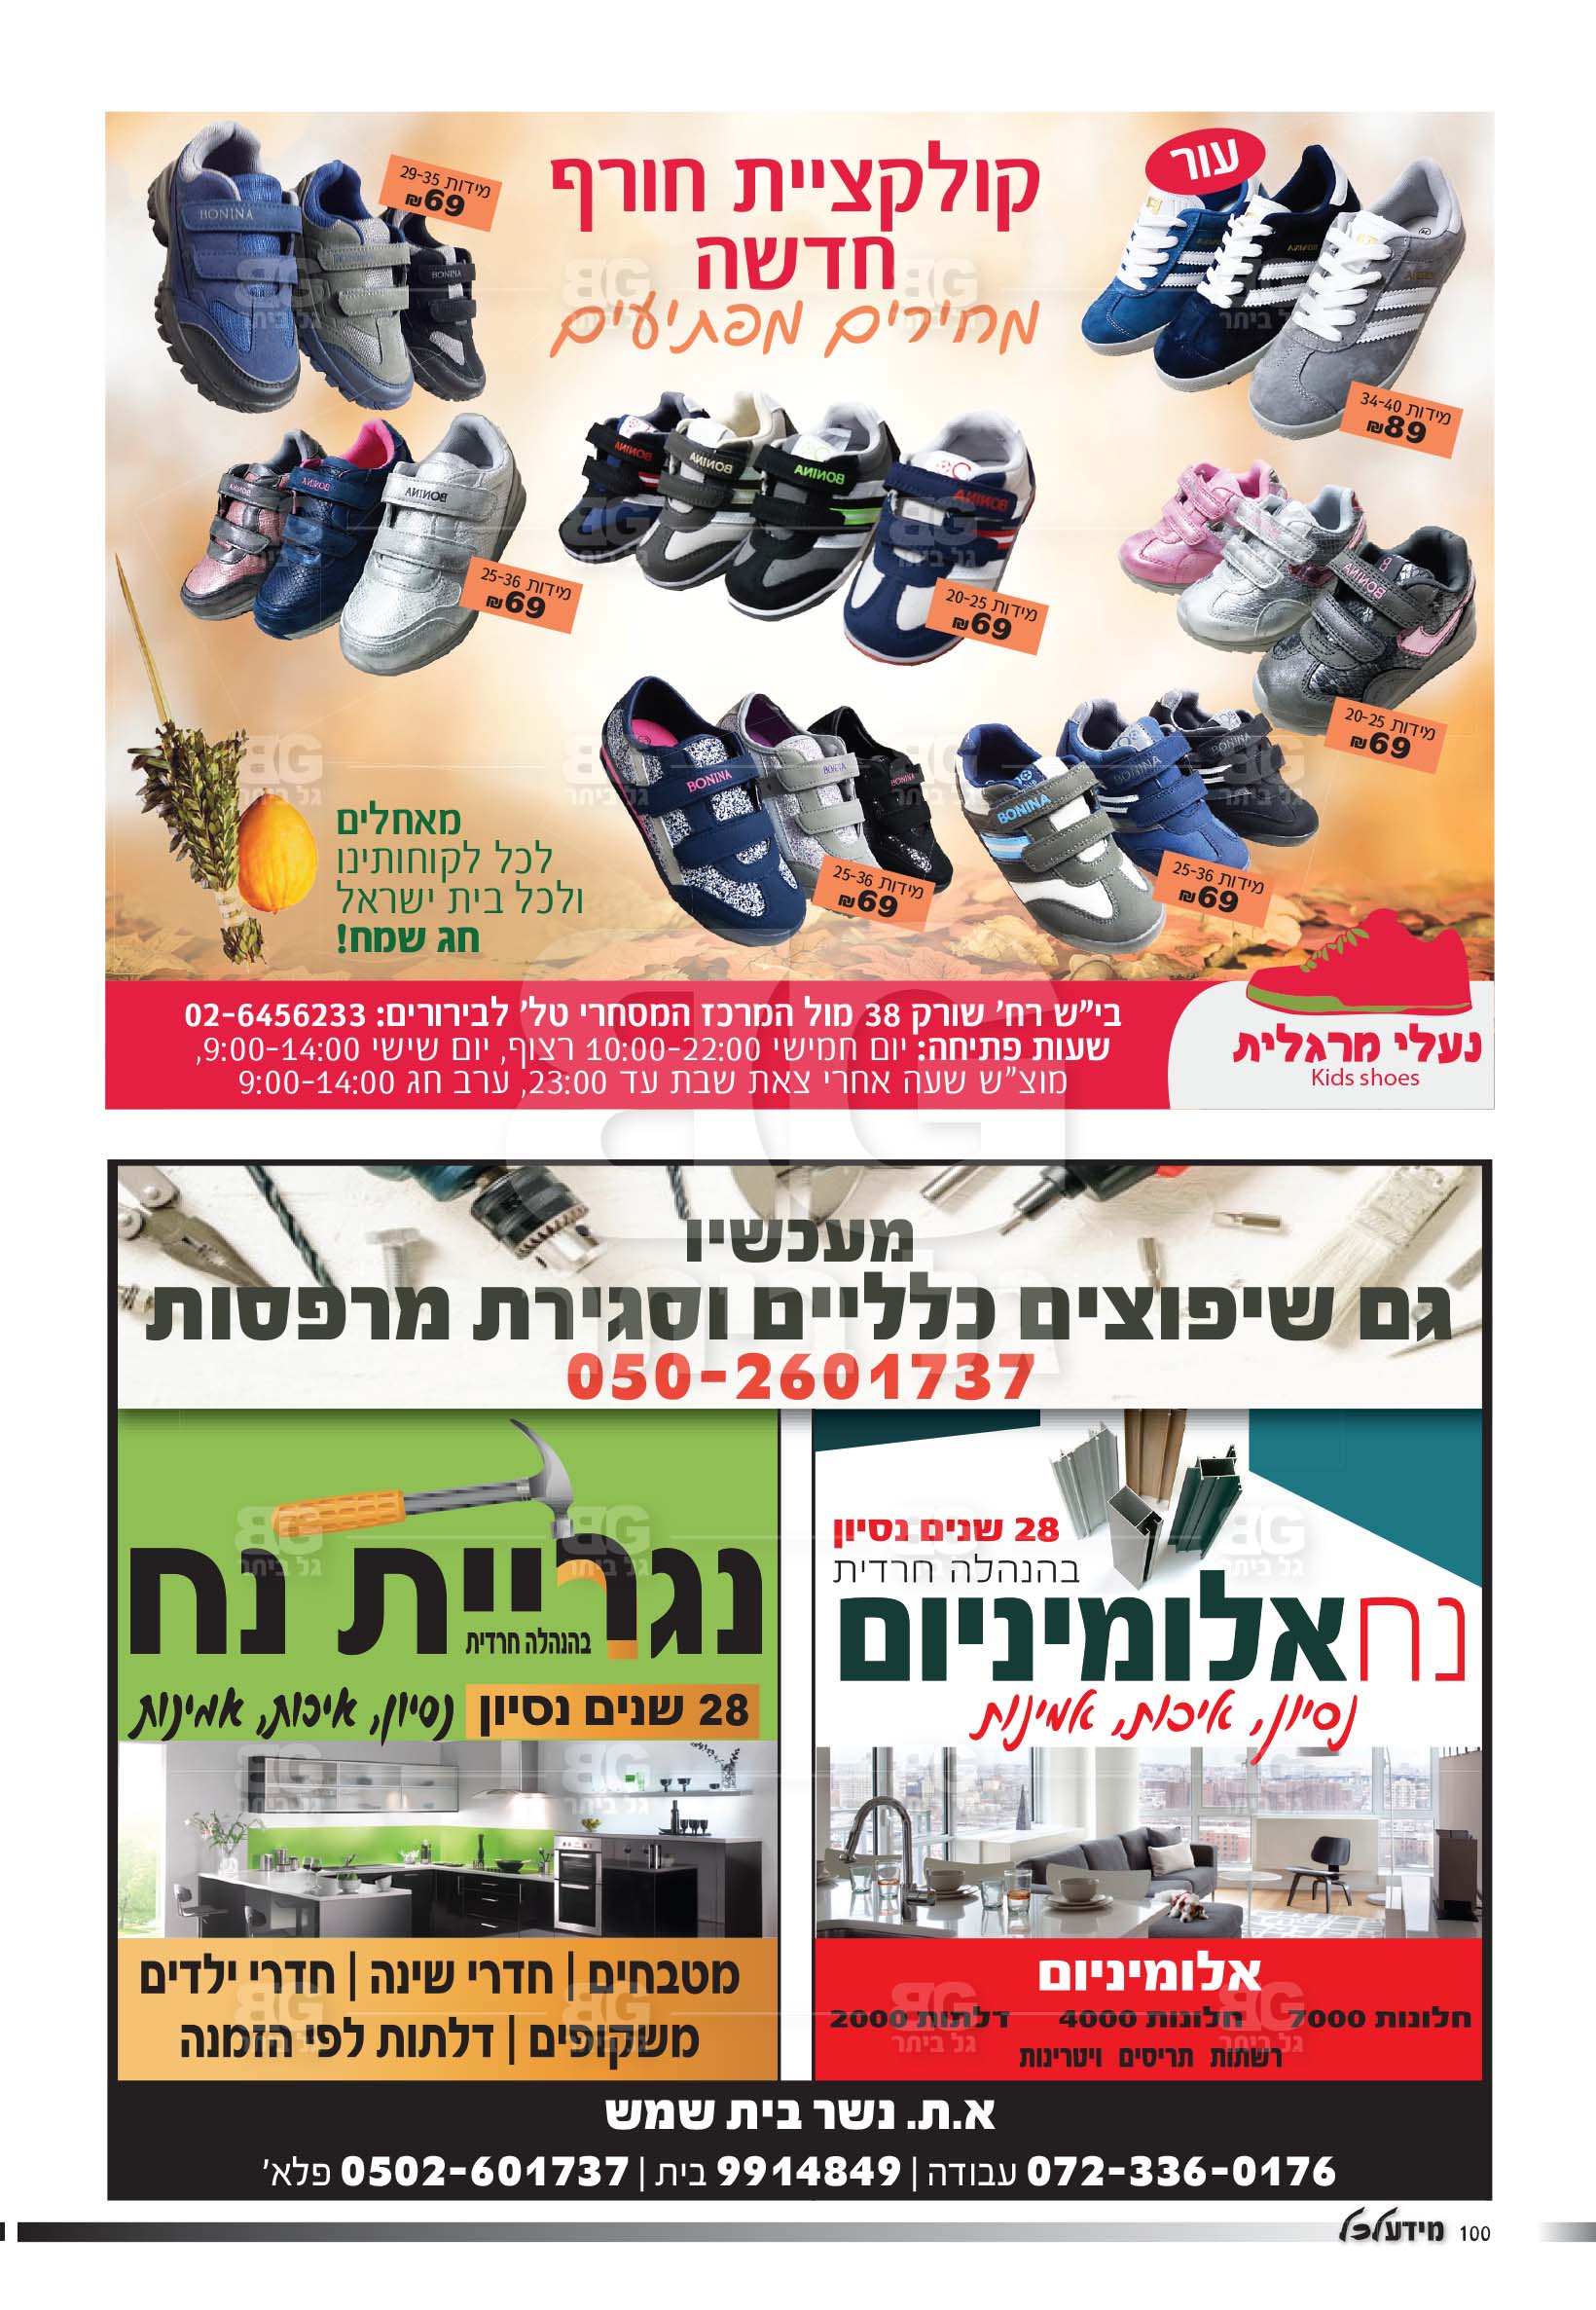 קולקציית חורף
חדשה
מחירים מפתיעים
עור
מידות 29-35
69₪
מידות 34-40
89₪
מידות 25-36
69₪
מידות 20-25
69₪
מידות 20-25
69₪
מידות 25-36
69₪
מידות 25-36
69₪
BONINA
מאחלים
לכל לקוחותינו
ולכל בית ישראל
חג שמח!
נעלי מרגלית
Kids shoes
בי"ש רח' שורק 38 מול המרכז המסחרי טל' לבירורים: 02-6456233
שעות פתיחה: יום חמישי 10:00-22:00 רצוף, יום שישי 9:00-14:00,
מוצ"ש שעה אחרי צאת שבת עד 23:00, ערב חג 9:00-14:00
מעכשיו
גם שיפוצים כלליים וסגירת מרפסות
050-2601737
28 שנים נסיון
בהנהלה חרדית
נח אלומיניום
נסיון, איכות, אמינות
אלומיניום
חלונות 7000 חלונות 4000 דלתות 2000
רשתות תריסים ויטרינות
נגריית נח
בהנהלה חרדית
28 שנים נסיון נסיון, איכות, אמינות
מטבחים | חדרי שינה | חדרי ילדים
משקופים | דלתות לפי הזמנה
א.ת. נשר בית שמש
072-336-0176 עבודה | 9914849 בית | 0502-601737 פלא'
100 מידע לכל
BG
גל ביתר